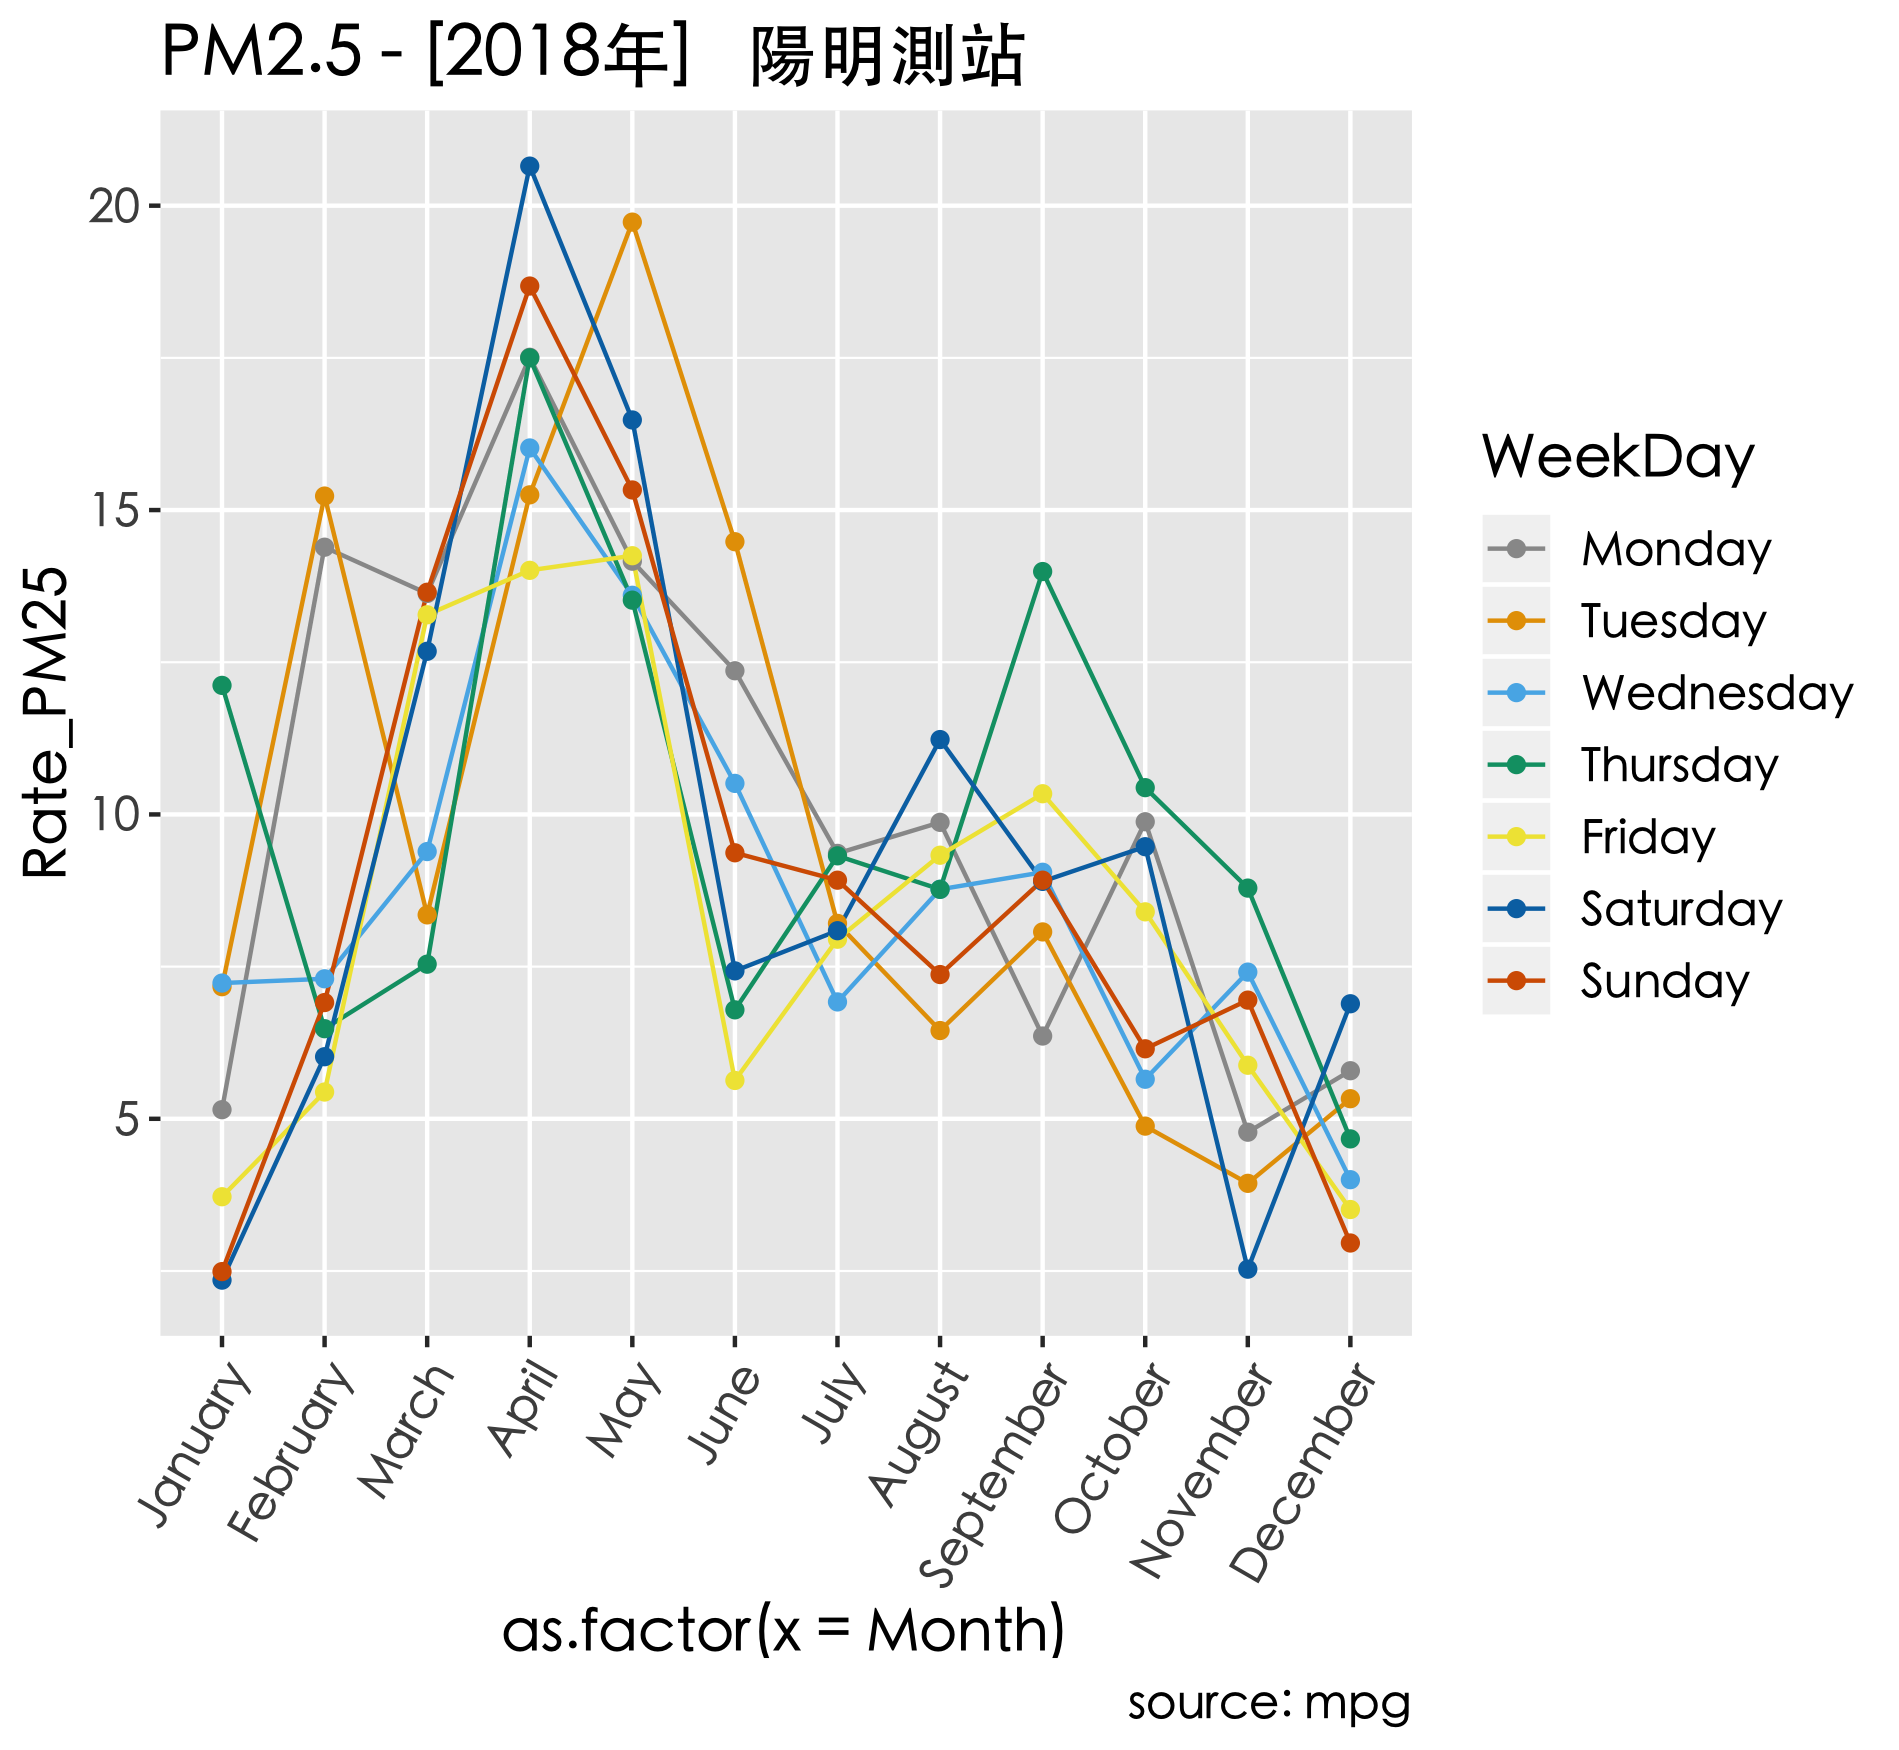 PM2.5 - [2018年] 陽明測站
Rate_PM25
20
15
10
5
January
February
March
April
May
June
July
August
September
October
November
December
as.factor(x = Month)
WeekDay
Monday
Tuesday
Wednesday
Thursday
Friday
Saturday
Sunday
source: mpg